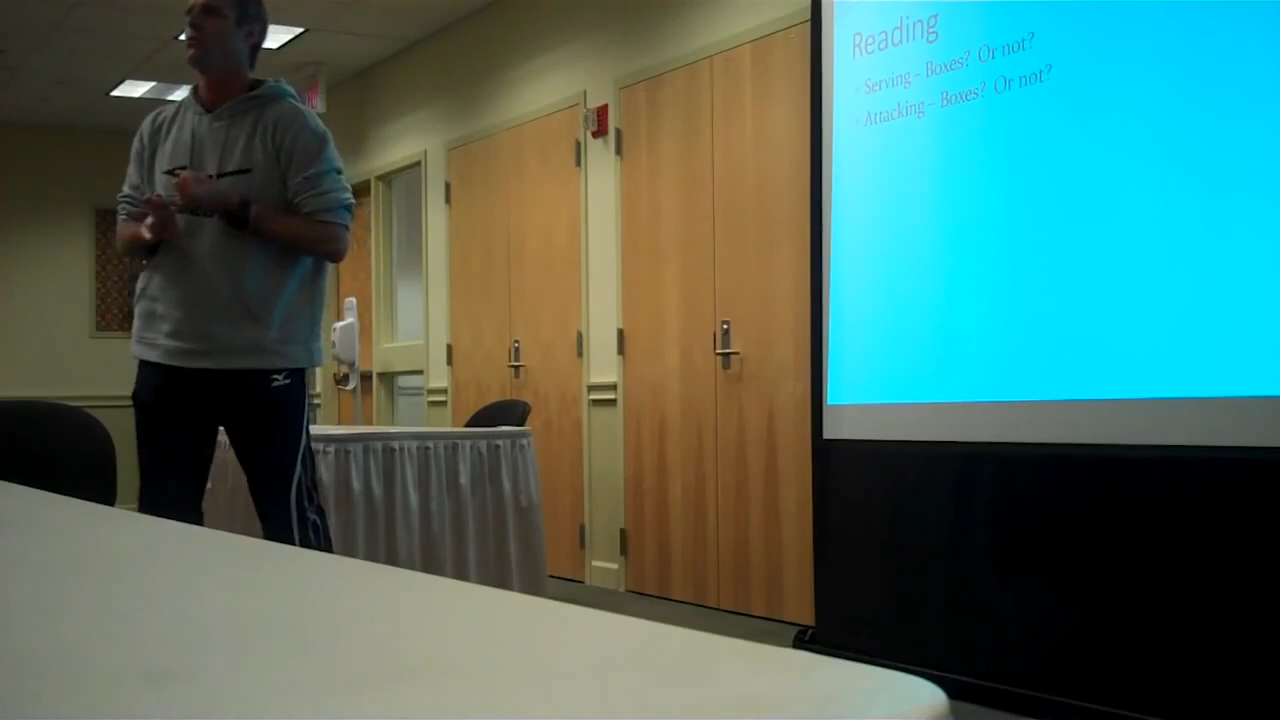 Reading
Serving – Boxes? Or not?
Attacking – Boxes? Or not?